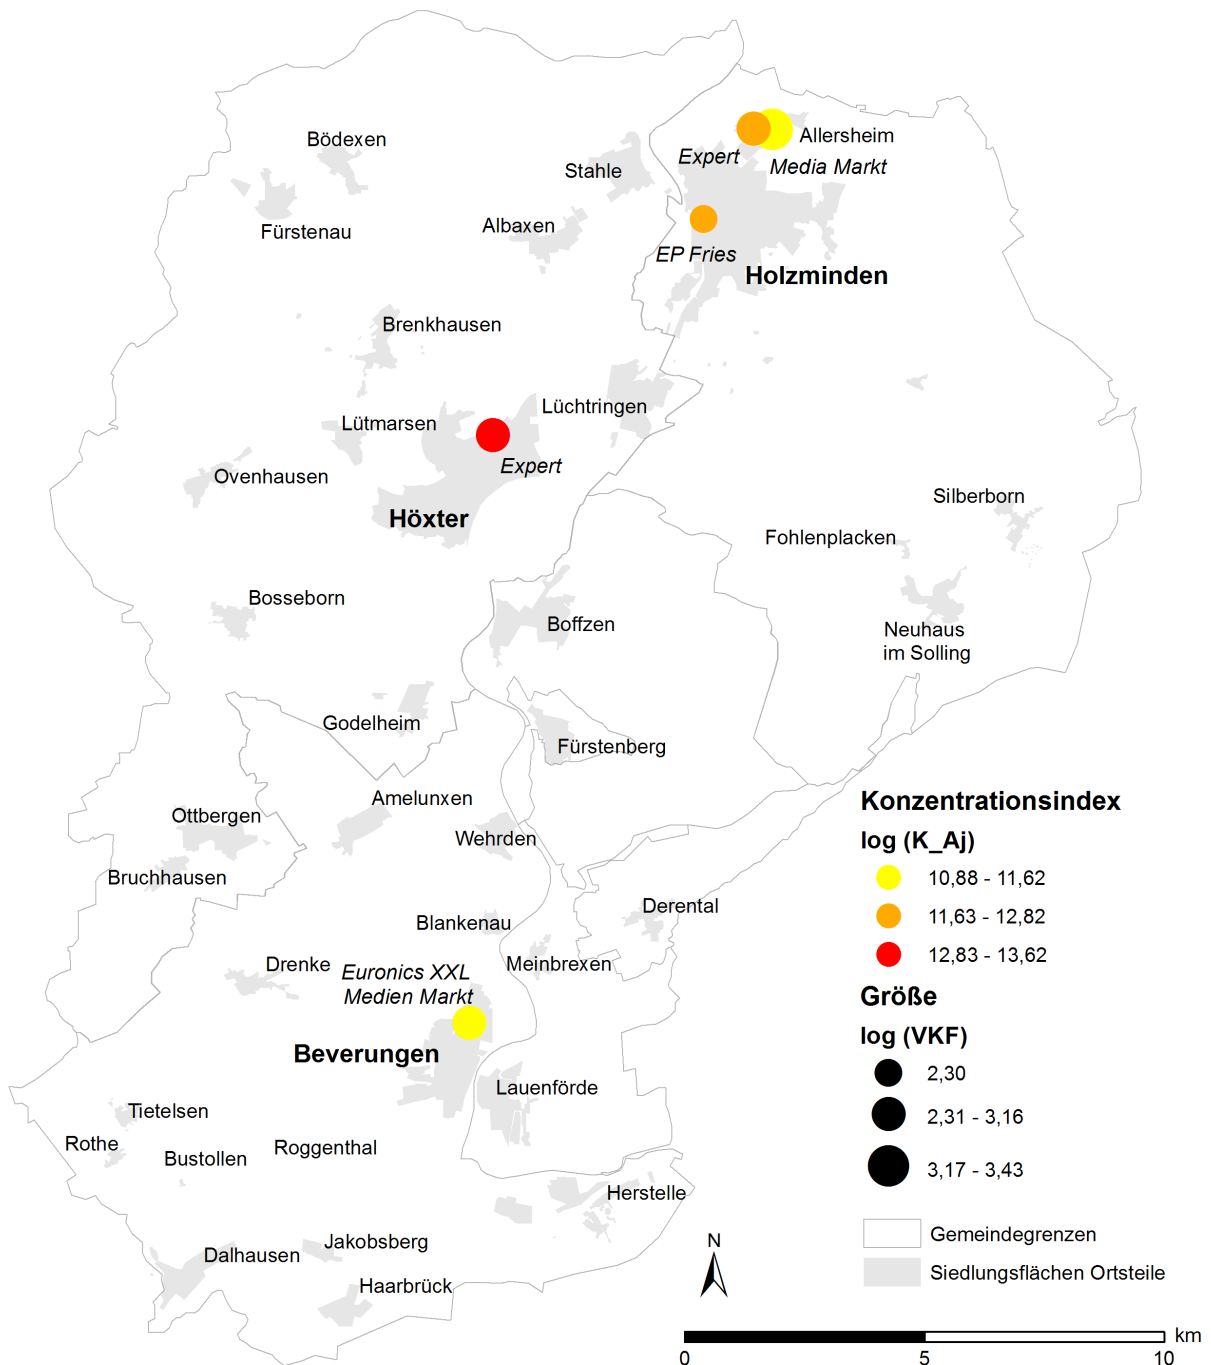 Bödexen
Allersheim
Expert
Media Markt
Stahle
Fürstenau
Albaxen
EP Fries
Holzminden
Brenkhausen
Lüchtringen
Lütmarsen
Expert
Ovenhausen
Höxter
Silberborn
Fohlenplacken
Bosseborn
Boffzen
Neuhaus
im Solling
Godelheim
Fürstenberg
Amelunxen
Ottbergen
Wehrden
Bruchhausen
Derental
Blankenau
Drenke
Meinbrexen
Euronics XXL
Medien Markt
Beverungen
Lauenförde
Tietelsen
Rothe
Bustollen
Roggenthal
Herstelle
Jakobsberg
Dalhausen
Haarbrück
Konzentrationsindex
log (K_Aj)
10,88 - 11,62
11,63 - 12,82
12,83 - 13,62
Größe
log (VKF)
2,30
2,31 - 3,16
3,17 - 3,43
Gemeindegrenzen
Siedlungsflächen Ortsteile
N
km
0 5 10